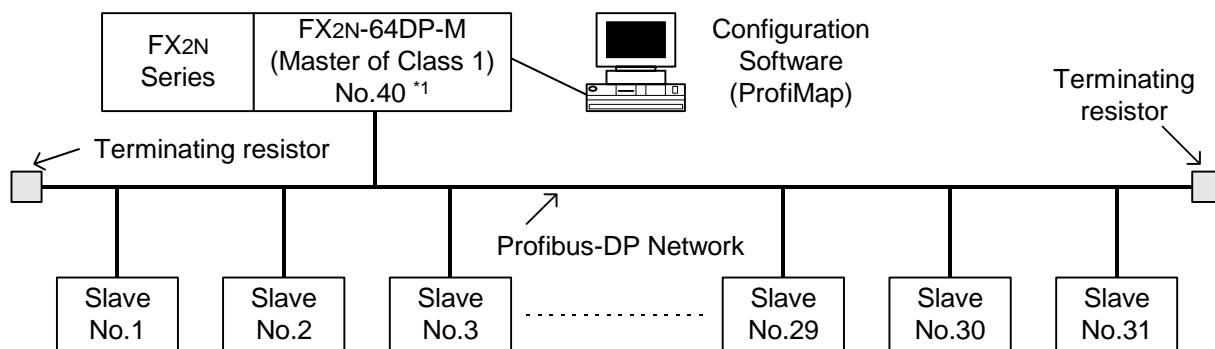 FX2N
Series
FX2N-64DP-M
(Master of Class 1)
No.40 *1
Configuration
Software
(ProfiMap)
Terminating
resistor
Terminating resistor
Profibus-DP Network
Slave
No.1
Slave
No.2
Slave
No.3
Slave
No.29
Slave
No.30
Slave
No.31